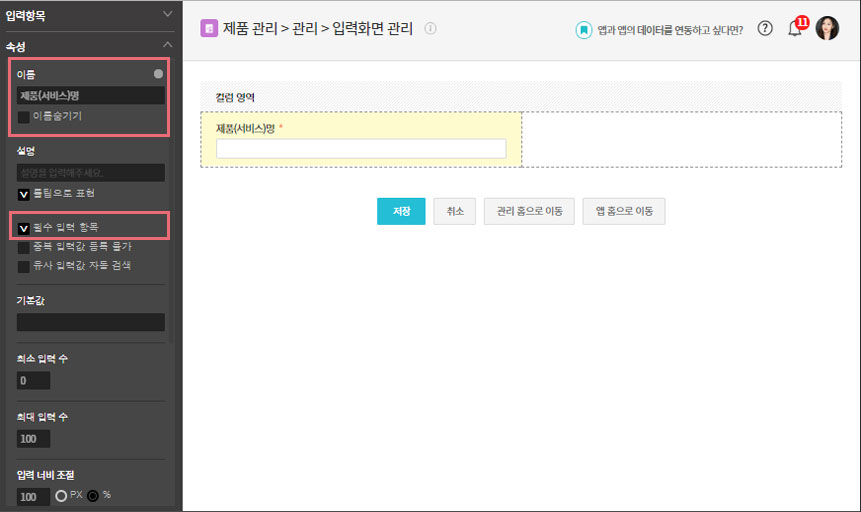 입력항목
속성
이름
제품(서비스)명
이름숨기기
설명
설명을 입력해주세요.
툴팁으로 표현
필수 입력 항목
중복 입력값 등록 불가
유사 입력값 자동 검색
기본값
최소 입력 수
0
최대 입력 수
100
입력 너비 조절
100 PX %
제품 관리 > 관리 > 입력화면 관리
앱과 앱의 데이터를 연동하고 싶다면?
11
컬럼 영역
제품(서비스)명 *
저장 취소 관리 홈으로 이동 앱 홈으로 이동